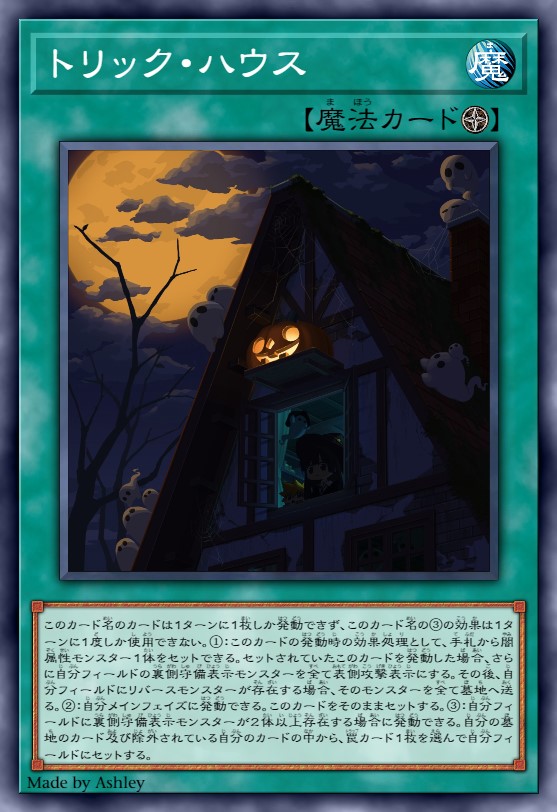 トリック・ハウス
魔
【魔法カード】
このカード名のカードは1ターンに1枚しか発動できず、このカード名の③の効果は1タ
ーンに1度しか使用できない。①：このカードの発動時の効果処理として、手札から闇
属性モンスター1体をセットできる。セットされていたこのカードを発動した場合、さら
に自分フィールドの裏側守備表示モンスターを全て表側攻撃表示にする。その後、自
分フィールドにリバースモンスターが存在する場合、そのモンスターを全て墓地へ送
る。②：自分メインフェイズに発動できる。このカードをそのままセットする。③：自分フィ
ールドに裏側守備表示モンスターが2体以上存在する場合に発動できる。自分の墓
地のカード及び除外されている自分のカードの中から、罠カード1枚を選んで自分フィ
ールドにセットする。
Made by Ashley